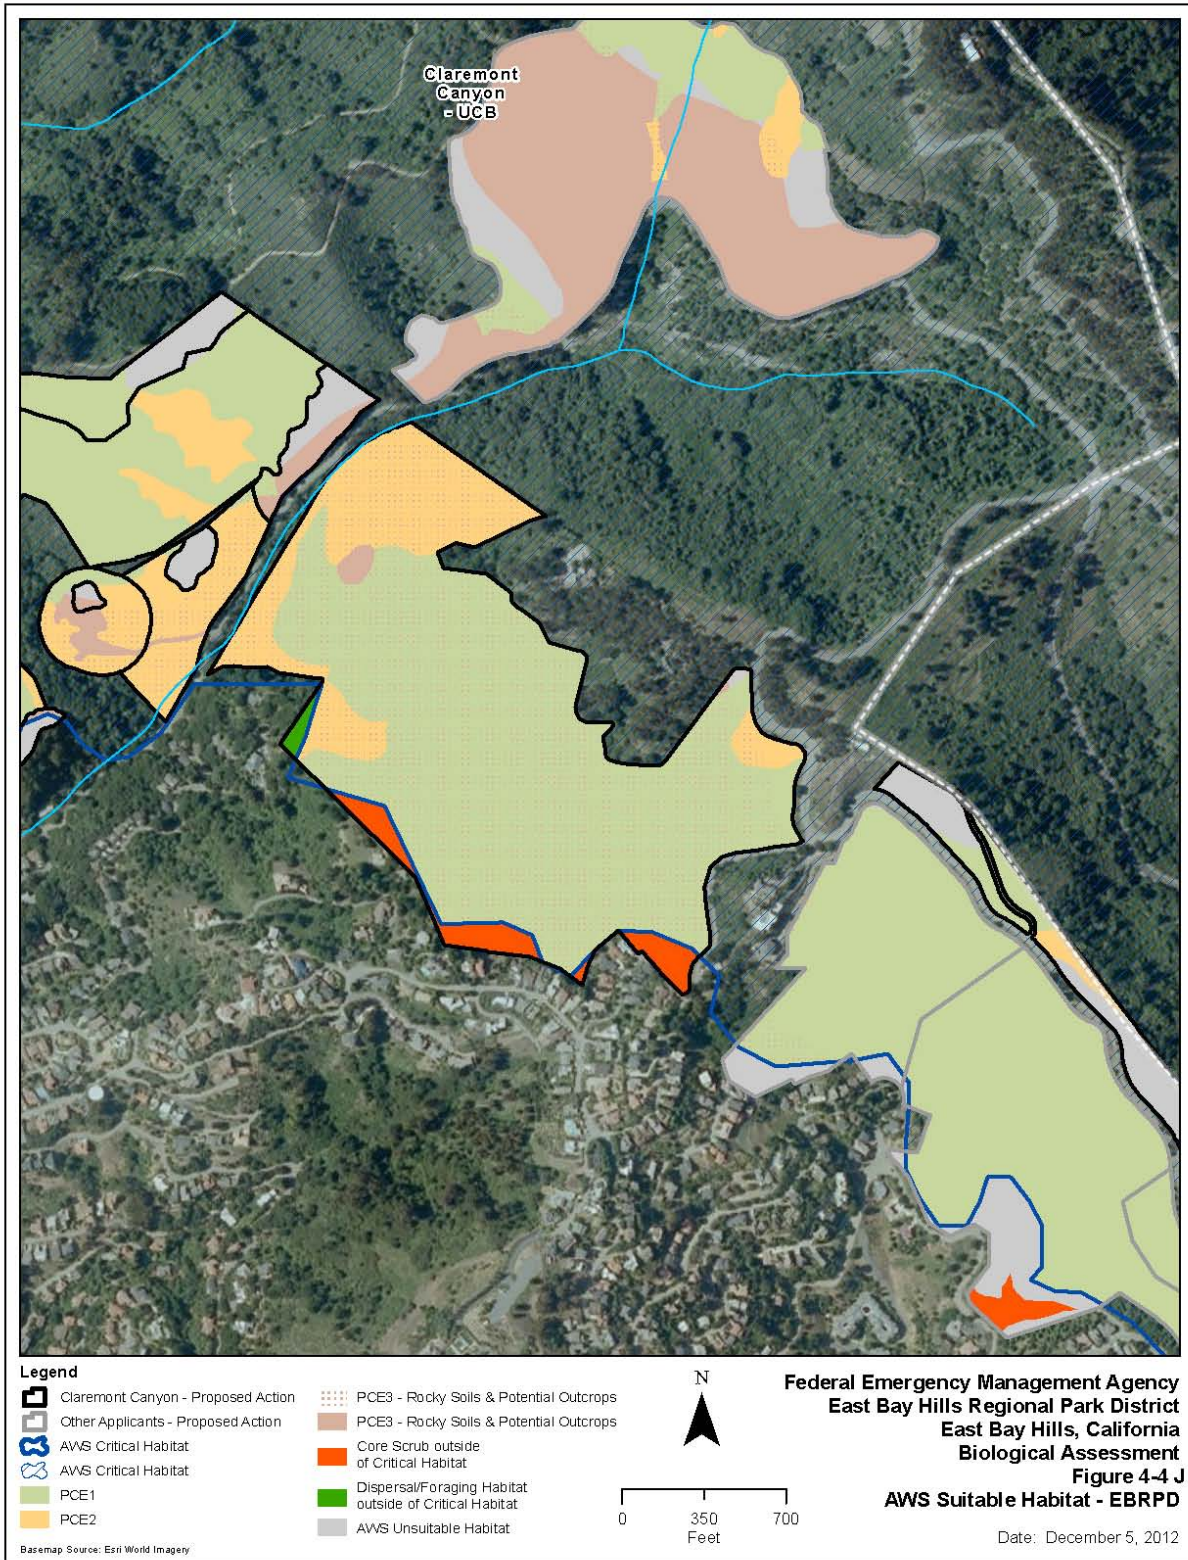 Claremont
Canyon
- UCB
Legend
Claremont Canyon - Proposed Action
Other Applicants - Proposed Action
AWS Critical Habitat
AWS Critical Habitat
PCE1
PCE2
PCE3 - Rocky Soils & Potential Outcrops
PCE3 - Rocky Soils & Potential Outcrops
Core Scrub outside
of Critical Habitat
Dispersal/Foraging Habitat
outside of Critical Habitat
AWS Unsuitable Habitat
N
0 350 700
Feet
Federal Emergency Management Agency
East Bay Hills Regional Park District
East Bay Hills, California
Biological Assessment
Figure 4-4 J
AWS Suitable Habitat - EBRPD
Date: December 5, 2012
Basemap Source: Esri World Imagery